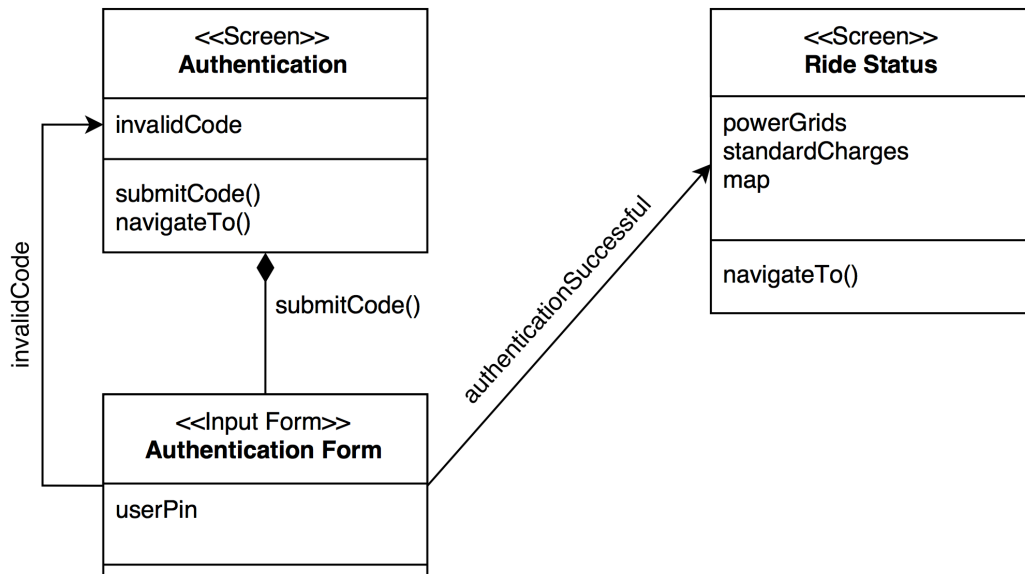 <<Screen>>
Authentication
invalidCode
submitCode()
navigateTo()
submitCode()
invalidCode
<<Input Form>>
Authentication Form
userPin
authenticationSuccessful
<<Screen>>
Ride Status
powerGrids
standardCharges
map
navigateTo()